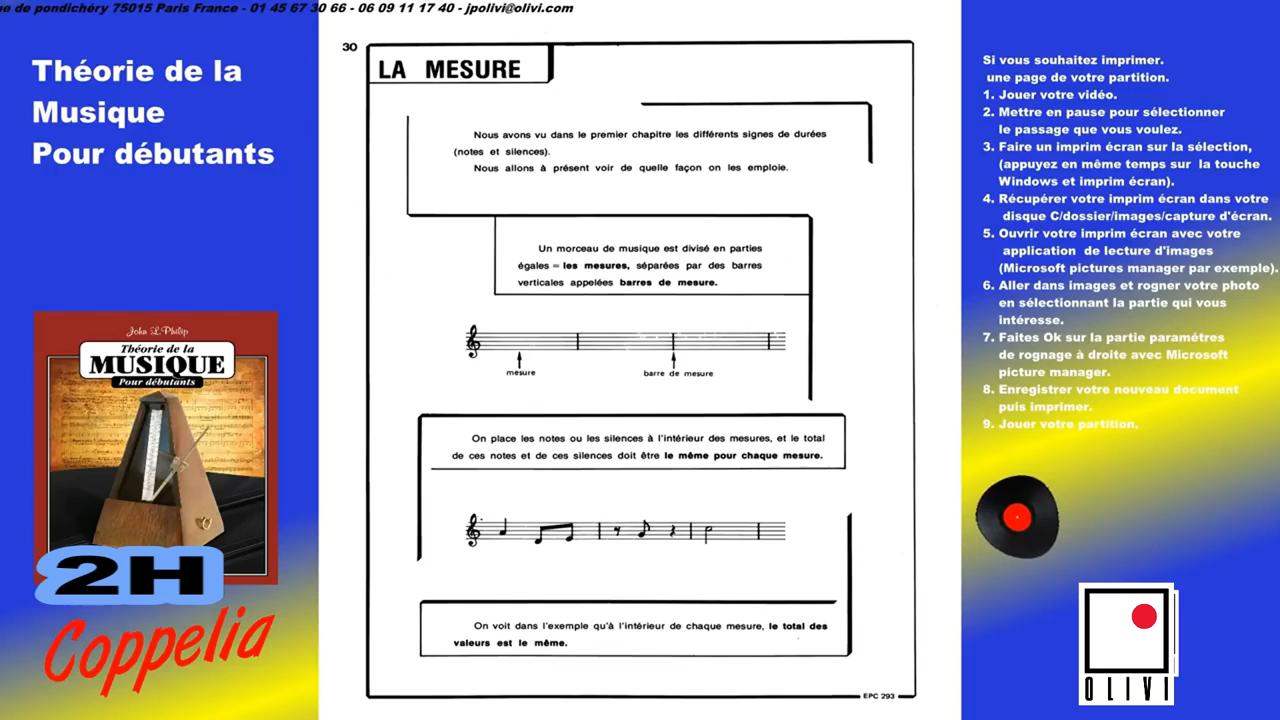 ue de pondichéry 75015 Paris France - 01 45 67 30 66 - 06 09 11 17 40 - jpolivi@olivi.com
Théorie de la
Musique
Pour débutants
John L. Philip
Théorie de la
MUSIQUE
Pour débutants
2H
Coppelia
30
LA MESURE
Nous avons vu dans le premier chapitre les différents signes de durées
(notes et silences).
Nous allons à présent voir de quelle façon on les emploie.
Un morceau de musique est divisé en parties
égales = les mesures, séparées par des barres
verticales appelées barres de mesure.
mesure
barre de mesure
On place les notes ou les silences à l'intérieur des mesures, et le total
de ces notes et de ces silences doit être le même pour chaque mesure.
On voit dans l'exemple qu'à l'intérieur de chaque mesure, le total des
valeurs est le même.
EPC 293
Si vous souhaitez imprimer.
une page de votre partition.
1. Jouer votre vidéo.
2. Mettre en pause pour sélectionner
le passage que vous voulez.
3. Faire un imprim écran sur la sélection,
(appuyez en même temps sur la touche
Windows et imprim écran).
4. Récupérer votre imprim écran dans votre
disque C/dossier/images/capture d'écran.
5. Ouvrir votre imprim écran avec votre
application de lecture d'images
(Microsoft pictures manager par exemple).
6. Aller dans images et rogner votre photo
en sélectionnant la partie qui vous
intéresse.
7. Faites Ok sur la partie paramétres
de rognage à droite avec Microsoft
picture manager.
8. Enregistrer votre nouveau document
puis imprimer.
9. Jouer votre partition.
OLIVI